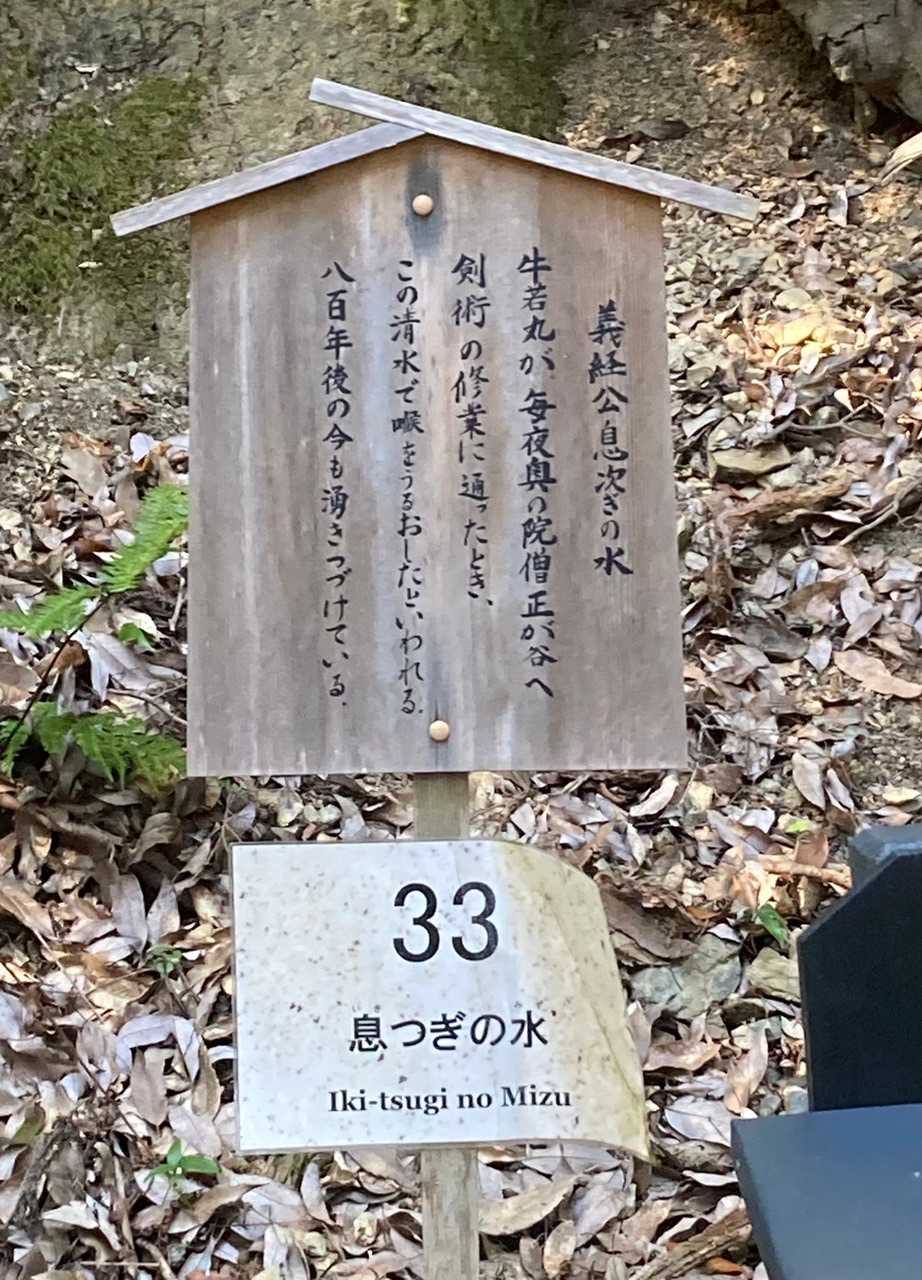 義経公息次ぎの水
牛若丸が、毎夜奥の院僧正が谷へ
剣術の修業に通ったとき、
この清水で喉をうるおしたといわれる。
八百年後の今も湧きつづけている。
33
息つぎの水
Iki-tsugi no Mizu